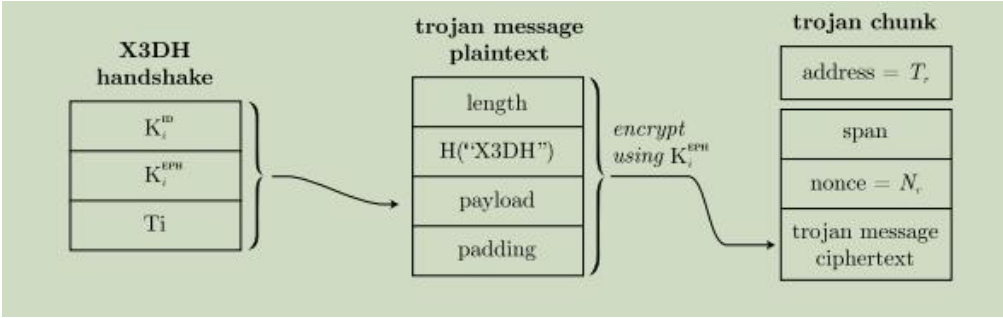 X3DH
handshake
K_i^ID
K_i^EPH
Ti
trojan message
plaintext
length
H(“X3DH”)
payload
padding
encrypt
using K_i^EPH
trojan chunk
address = T_r
span
nonce = N_r
trojan message
ciphertext